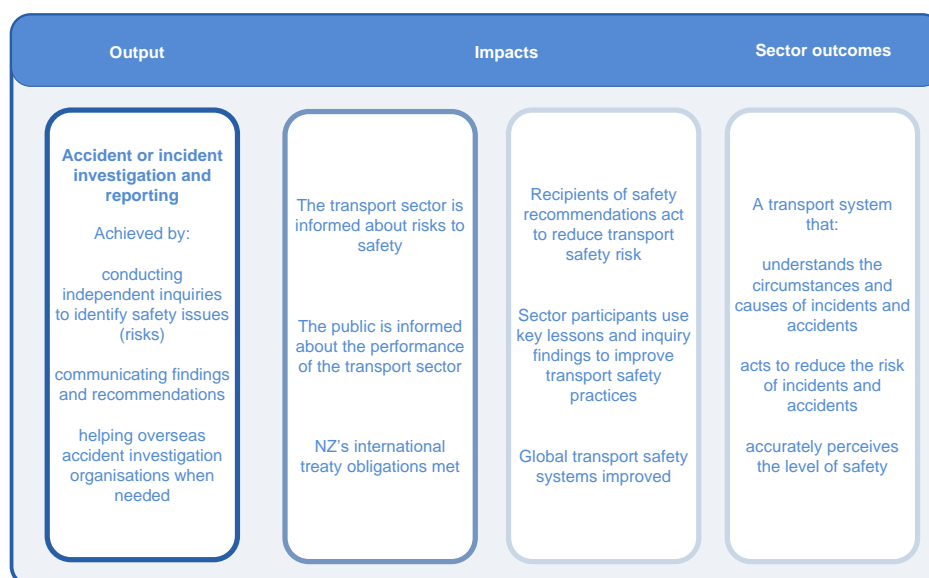 Output
Impacts
Sector outcomes
Accident or incident
investigation and
reporting
Achieved by:
conducting
independent inquiries
to identify safety issues
(risks)
communicating findings
and recommendations
helping overseas
accident investigation
organisations when
needed
The transport sector is
informed about risks to
safety
The public is informed
about the performance
of the transport sector
NZ's international
treaty obligations met
Recipients of safety
recommendations act
to reduce transport
safety risk
Sector participants use
key lessons and inquiry
findings to improve
transport safety
practices
Global transport safety
systems improved
A transport system
that:
understands the
circumstances and
causes of incidents and
accidents
acts to reduce the risk
of incidents and
accidents
accurately perceives
the level of safety